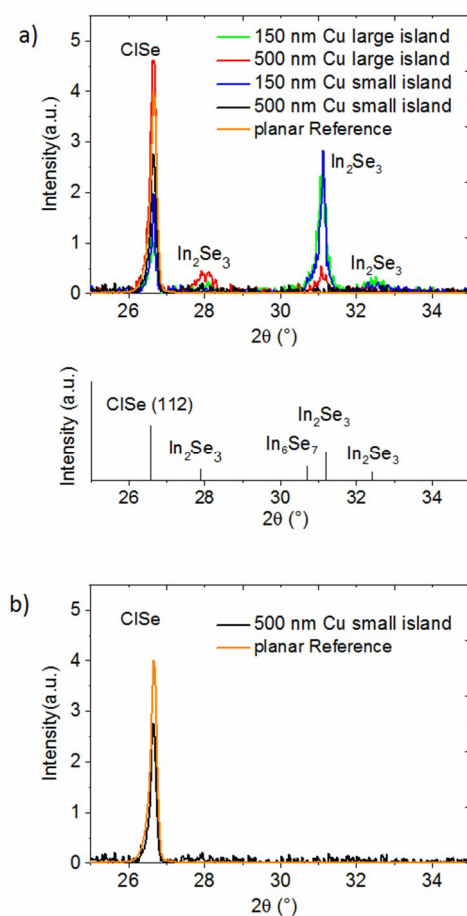 a)
CISe
150 nm Cu large island
500 nm Cu large island
150 nm Cu small island
500 nm Cu small island
planar Reference
In2Se3
In2Se3
In2Se3
Intensity(a.u.)
5
4
3
2
1
0
26 28 30 32 34
2θ (°)
CISe (112)
In2Se3
In6Se7
In2Se3
In2Se3
Intensity (a.u.)
26 28 30 32 34
2θ (°)
b)
CISe
500 nm Cu small island
planar Reference
Intensity(a.u.)
5
4
3
2
1
0
26 28 30 32 34
2θ (°)